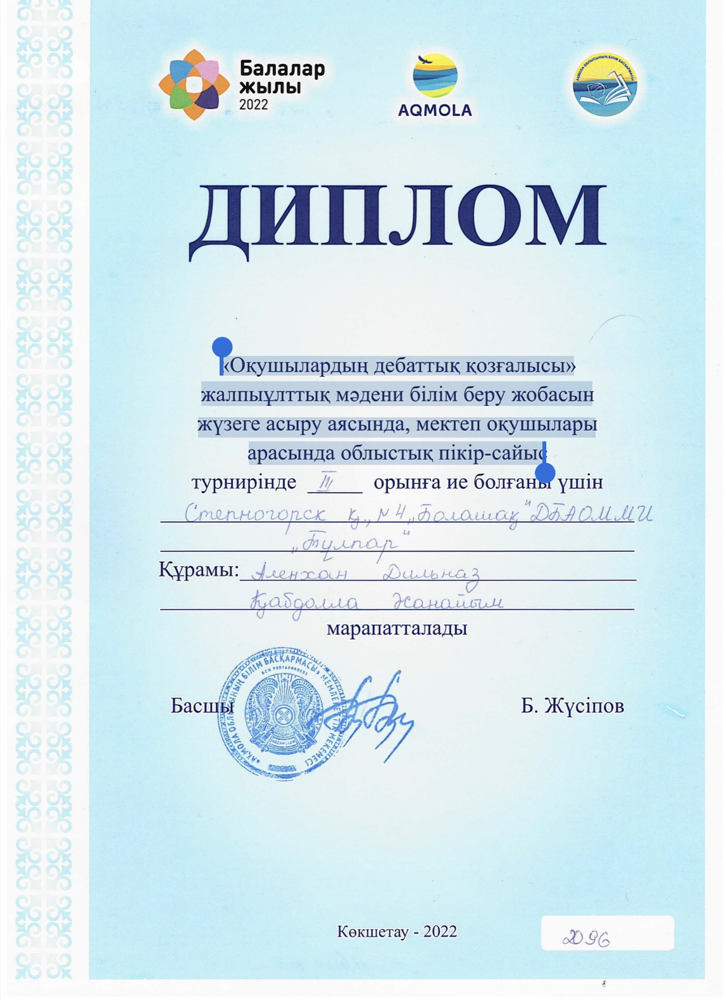 Балалар
жылы
2022
AQMOLA
АҚМОЛА ОБЛЫСЫНЫҢ БІЛІМ БАСҚАРМАСЫ
ДИПЛОМ
«Оқушылардың дебаттық қозғалысы»
жалпыұлттық мәдени білім беру жобасын
жүзеге асыру аясында, мектеп оқушылары
арасында облыстық пікір-сайыс
турнирінде III орынға ие болғаны үшін
Степногорск қ., N4 „Болашақ" ДБАОММИ
„Тұлпар"
Құрамы: Аленхан Дильназ
Қабдолла Жанайым
марапатталады
Басшы
Б. Жүсіпов
«АҚМОЛА ОБЛЫСЫНЫҢ БІЛІМ БАСҚАРМАСЫ» МЕМЛЕКЕТТІК МЕКЕМЕСІ
Көкшетау - 2022
2096